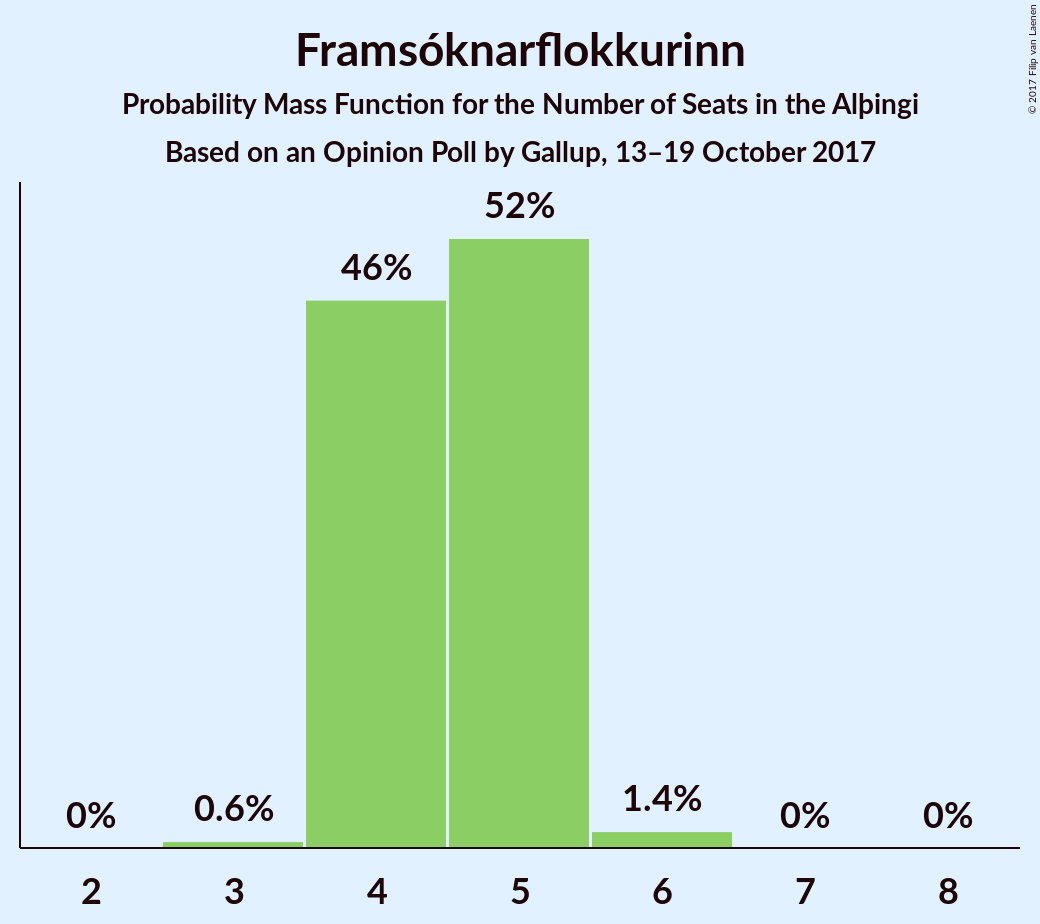 Framsóknarflokkurinn
Probability Mass Function for the Number of Seats in the Alþingi
Based on an Opinion Poll by Gallup, 13–19 October 2017
© 2017 Filip van Laenen
52%
46%
1.4%
0.6%
0%
0%
0%
2 3 4 5 6 7 8